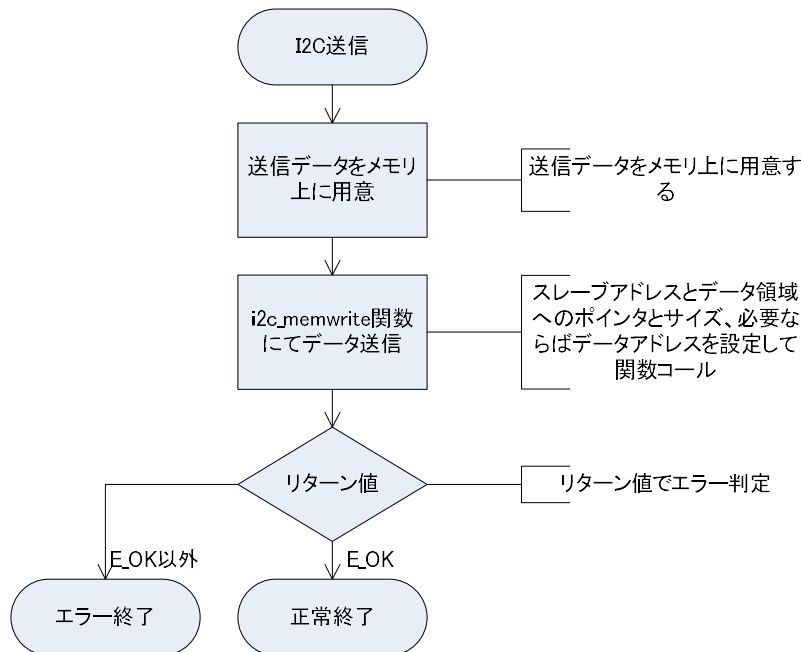 I2C送信
送信データをメモリ
上に用意
送信データをメモリ上に用意す
る
i2c_memwrite関数
にてデータ送信
スレーブアドレスとデータ領域
へのポインタとサイズ、必要な
らばデータアドレスを設定して
関数コール
リターン値
リターン値でエラー判定
E_OK以外
E_OK
エラー終了
正常終了